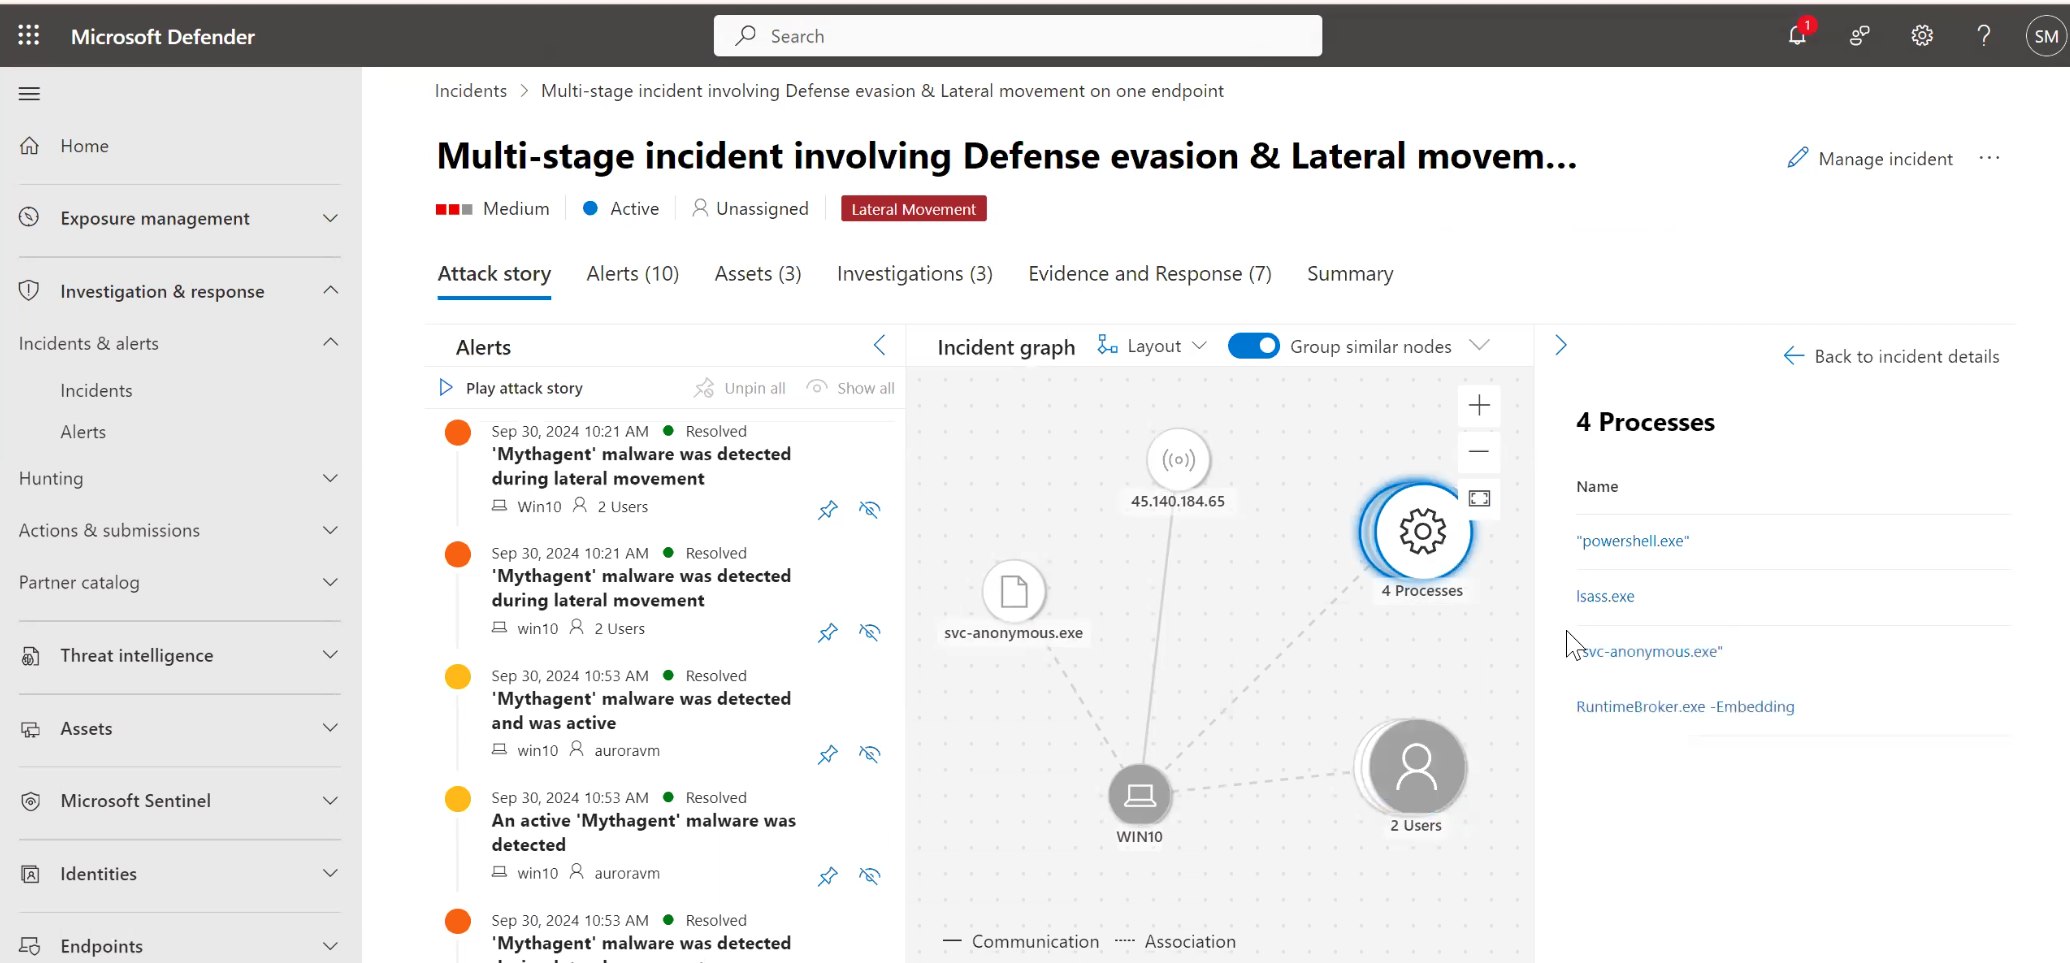 Microsoft Defender
Search
1
SM
Home
Exposure management
Investigation & response
Incidents & alerts
Incidents
Alerts
Hunting
Actions & submissions
Partner catalog
Threat intelligence
Assets
Microsoft Sentinel
Identities
Endpoints
Incidents > Multi-stage incident involving Defense evasion & Lateral movement on one endpoint
Multi-stage incident involving Defense evasion & Lateral movem...
Manage incident ...
Medium Active Unassigned Lateral Movement
Attack story Alerts (10) Assets (3) Investigations (3) Evidence and Response (7) Summary
Alerts
Play attack story Unpin all Show all
Sep 30, 2024 10:21 AM Resolved
'Mythagent' malware was detected
during lateral movement
Win10 2 Users
Sep 30, 2024 10:21 AM Resolved
'Mythagent' malware was detected
during lateral movement
win10 2 Users
Sep 30, 2024 10:53 AM Resolved
'Mythagent' malware was detected
and was active
win10 auroravm
Sep 30, 2024 10:53 AM Resolved
An active 'Mythagent' malware was
detected
win10 auroravm
Sep 30, 2024 10:53 AM Resolved
'Mythagent' malware was detected
Incident graph Layout Group similar nodes
45.140.184.65
4 Processes
svc-anonymous.exe
WIN10
2 Users
Communication Association
Back to incident details
4 Processes
Name
"powershell.exe"
lsass.exe
svc-anonymous.exe"
RuntimeBroker.exe -Embedding